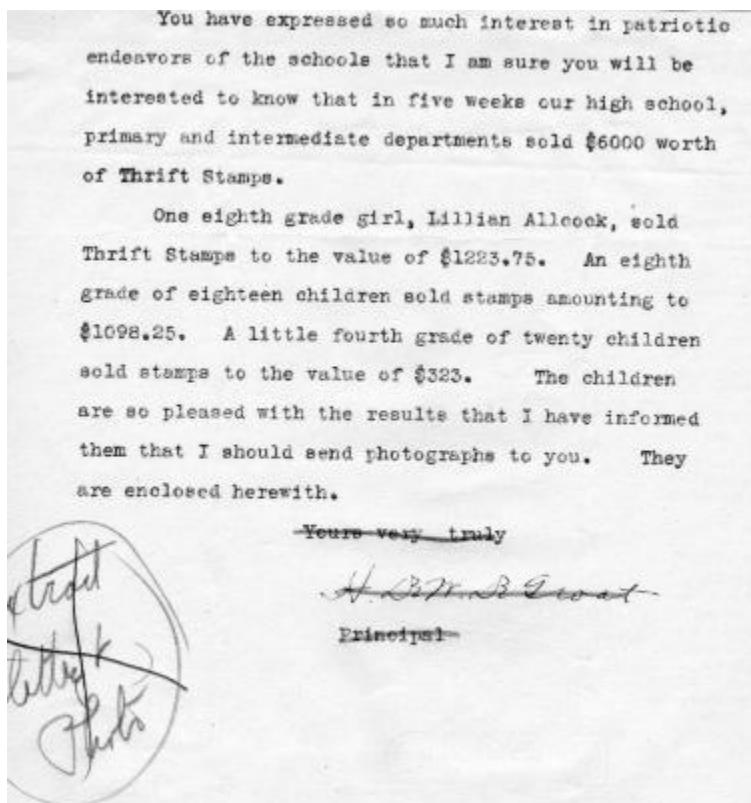 You have expressed so much interest in patriotic
endeavors of the schools that I am sure you will be
interested to know that in five weeks our high school,
primary and intermediate departments sold $6000 worth
of Thrift Stamps.
One eighth grade girl, Lillian Allcock, sold
Thrift Stamps to the value of $1223.75. An eighth
grade of eighteen children sold stamps amounting to
$1098.25. A little fourth grade of twenty children
sold stamps to the value of $323. The children
are so pleased with the results that I have informed
them that I should send photographs to you. They
are enclosed herewith.
Yours very truly
Principal
letter &
Photo